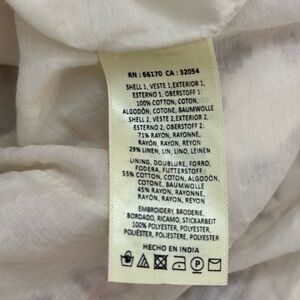 RN : 66170 CA : 32054
SHELL 1, VESTE 1,EXTERIOR 1,
ESTERNO 1, OBERSTOFF 1:
100% COTTON, COTON,
ALGODÓN, COTONE, BAUMWOLLE
SHELL 2, VESTE 2,EXTERIOR 2,
ESTERNO 2, OBERSTOFF 2:
71% RAYON, RAYONNE,
RAYÓN, RAYON, REYON
29% LINEN, LIN, LINO, LEINEN
LINING, DOUBLURE, FORRO,
FODERA, FUTTERSTOFF:
55% COTTON, COTON, ALGODÓN,
COTONE, BAUMWOLLE
45% RAYON, RAYONNE,
RAYÓN, RAYON, REYON
EMBROIDERY, BRODERIE,
BORDADO, RICAMO, STICKARBEIT
100% POLYESTER, POLYESTER,
POLIÉSTER, POLIESTERE, POLYESTER
HECHO EN INDIA
P